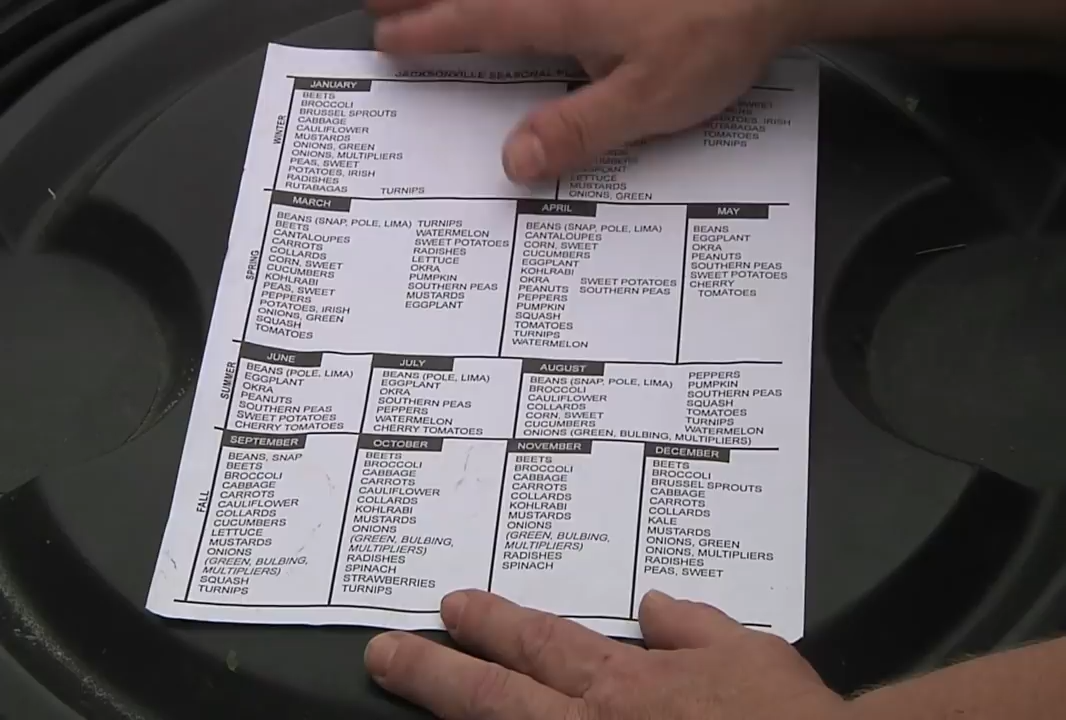 JACKSONVILLE SEASONAL
WINTER
JANUARY
BEETS
BROCCOLI
BRUSSEL SPROUTS
CABBAGE
CAULIFLOWER
MUSTARDS
ONIONS, GREEN
ONIONS, MULTIPLIERS
PEAS, SWEET
POTATOES, IRISH
RADISHES
RUTABAGAS
TURNIPS
LETTUCE
MUSTARDS
ONIONS, GREEN
IRISH
RUTABAGAS
TOMATOES
TURNIPS
SPRING
MARCH
BEANS (SNAP, POLE, LIMA)
BEETS
CANTALOUPES
CARROTS
COLLARDS
CORN, SWEET
CUCUMBERS
KOHLRABI
PEAS, SWEET
PEPPERS
POTATOES, IRISH
ONIONS, GREEN
SQUASH
TOMATOES
TURNIPS
WATERMELON
SWEET POTATOES
RADISHES
LETTUCE
OKRA
PUMPKIN
SOUTHERN PEAS
MUSTARDS
EGGPLANT
APRIL
BEANS (SNAP, POLE, LIMA)
CANTALOUPES
CORN, SWEET
CUCUMBERS
EGGPLANT
KOHLRABI
OKRA
PEANUTS
PEPPERS
PUMPKIN
SQUASH
TOMATOES
TURNIPS
WATERMELON
SWEET POTATOES
SOUTHERN PEAS
MAY
BEANS
EGGPLANT
OKRA
PEANUTS
SOUTHERN PEAS
SWEET POTATOES
CHERRY
TOMATOES
SUMMER
JUNE
BEANS (POLE, LIMA)
EGGPLANT
OKRA
PEANUTS
SOUTHERN PEAS
SWEET POTATOES
CHERRY TOMATOES
JULY
BEANS (POLE, LIMA)
EGGPLANT
OKRA
SOUTHERN PEAS
PEPPERS
WATERMELON
CHERRY TOMATOES
AUGUST
BEANS (SNAP, POLE, LIMA)
BROCCOLI
CAULIFLOWER
COLLARDS
CORN, SWEET
CUCUMBERS
ONIONS (GREEN, BULBING, MULTIPLIERS)
PEPPERS
PUMPKIN
SOUTHERN PEAS
SQUASH
TOMATOES
TURNIPS
WATERMELON
FALL
SEPTEMBER
BEANS, SNAP
BEETS
BROCCOLI
CABBAGE
CARROTS
CAULIFLOWER
COLLARDS
CUCUMBERS
LETTUCE
MUSTARDS
ONIONS
(GREEN, BULBING,
MULTIPLIERS)
SQUASH
TURNIPS
OCTOBER
BEETS
BROCCOLI
CABBAGE
CARROTS
CAULIFLOWER
COLLARDS
KOHLRABI
MUSTARDS
ONIONS
(GREEN, BULBING,
MULTIPLIERS)
RADISHES
SPINACH
STRAWBERRIES
TURNIPS
NOVEMBER
BEETS
BROCCOLI
CABBAGE
CARROTS
COLLARDS
KOHLRABI
MUSTARDS
ONIONS
(GREEN, BULBING,
MULTIPLIERS)
RADISHES
SPINACH
DECEMBER
BEETS
BROCCOLI
BRUSSEL SPROUTS
CABBAGE
CARROTS
COLLARDS
KALE
MUSTARDS
ONIONS, GREEN
ONIONS, MULTIPLIERS
RADISHES
PEAS, SWEET